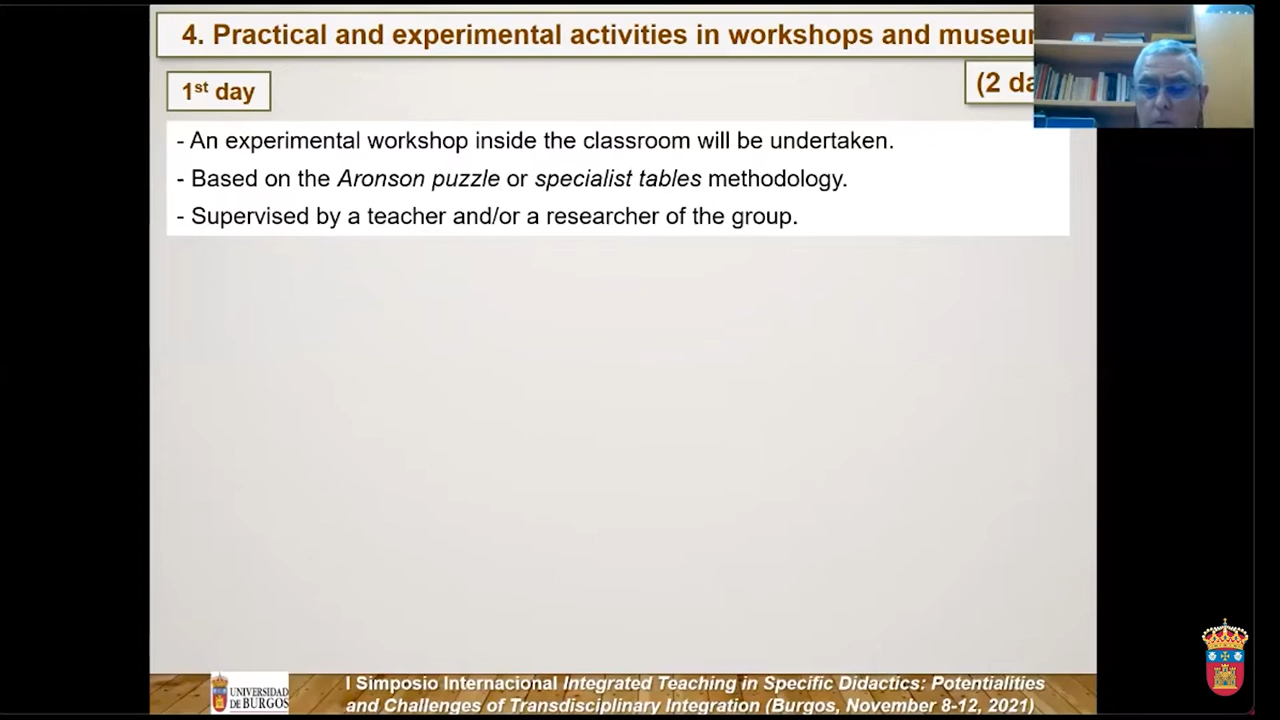 4. Practical and experimental activities in workshops and
1st day
(2
- An experimental workshop inside the classroom will be undertaken.
- Based on the Aronson puzzle or specialist tables methodology.
- Supervised by a teacher and/or a researcher of the group.
UNIVERSIDAD
DE BURGOS
I Simposio Internacional Integrated Teaching in Specific Didactics: Potentialities
and Challenges of Transdisciplinary Integration (Burgos, November 8-12, 2021)